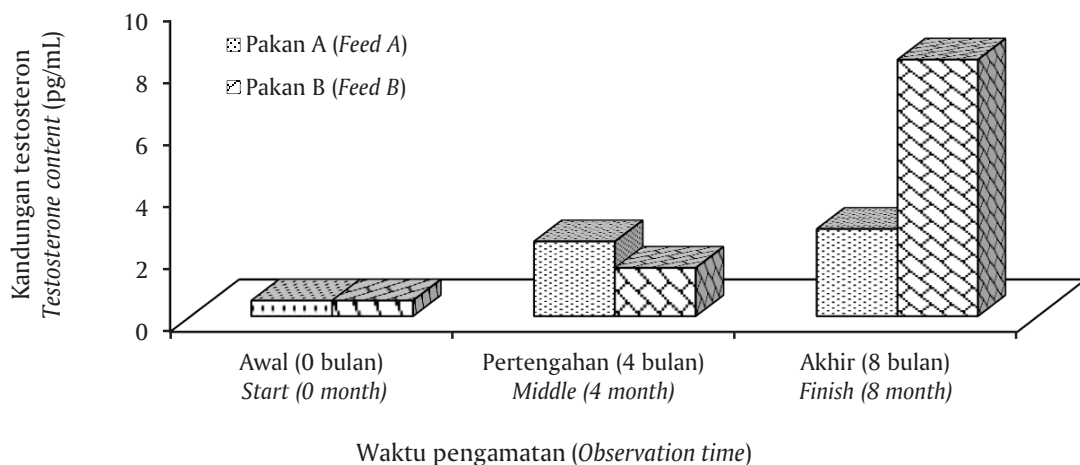 Kandungan testosteron
Testosterone content (pg/mL)
10
8
6
4
2
0
Pakan A (Feed A)
Pakan B (Feed B)
Awal (0 bulan)
Start (0 month)
Pertengahan (4 bulan)
Middle (4 month)
Akhir (8 bulan)
Finish (8 month)
Waktu pengamatan (Observation time)